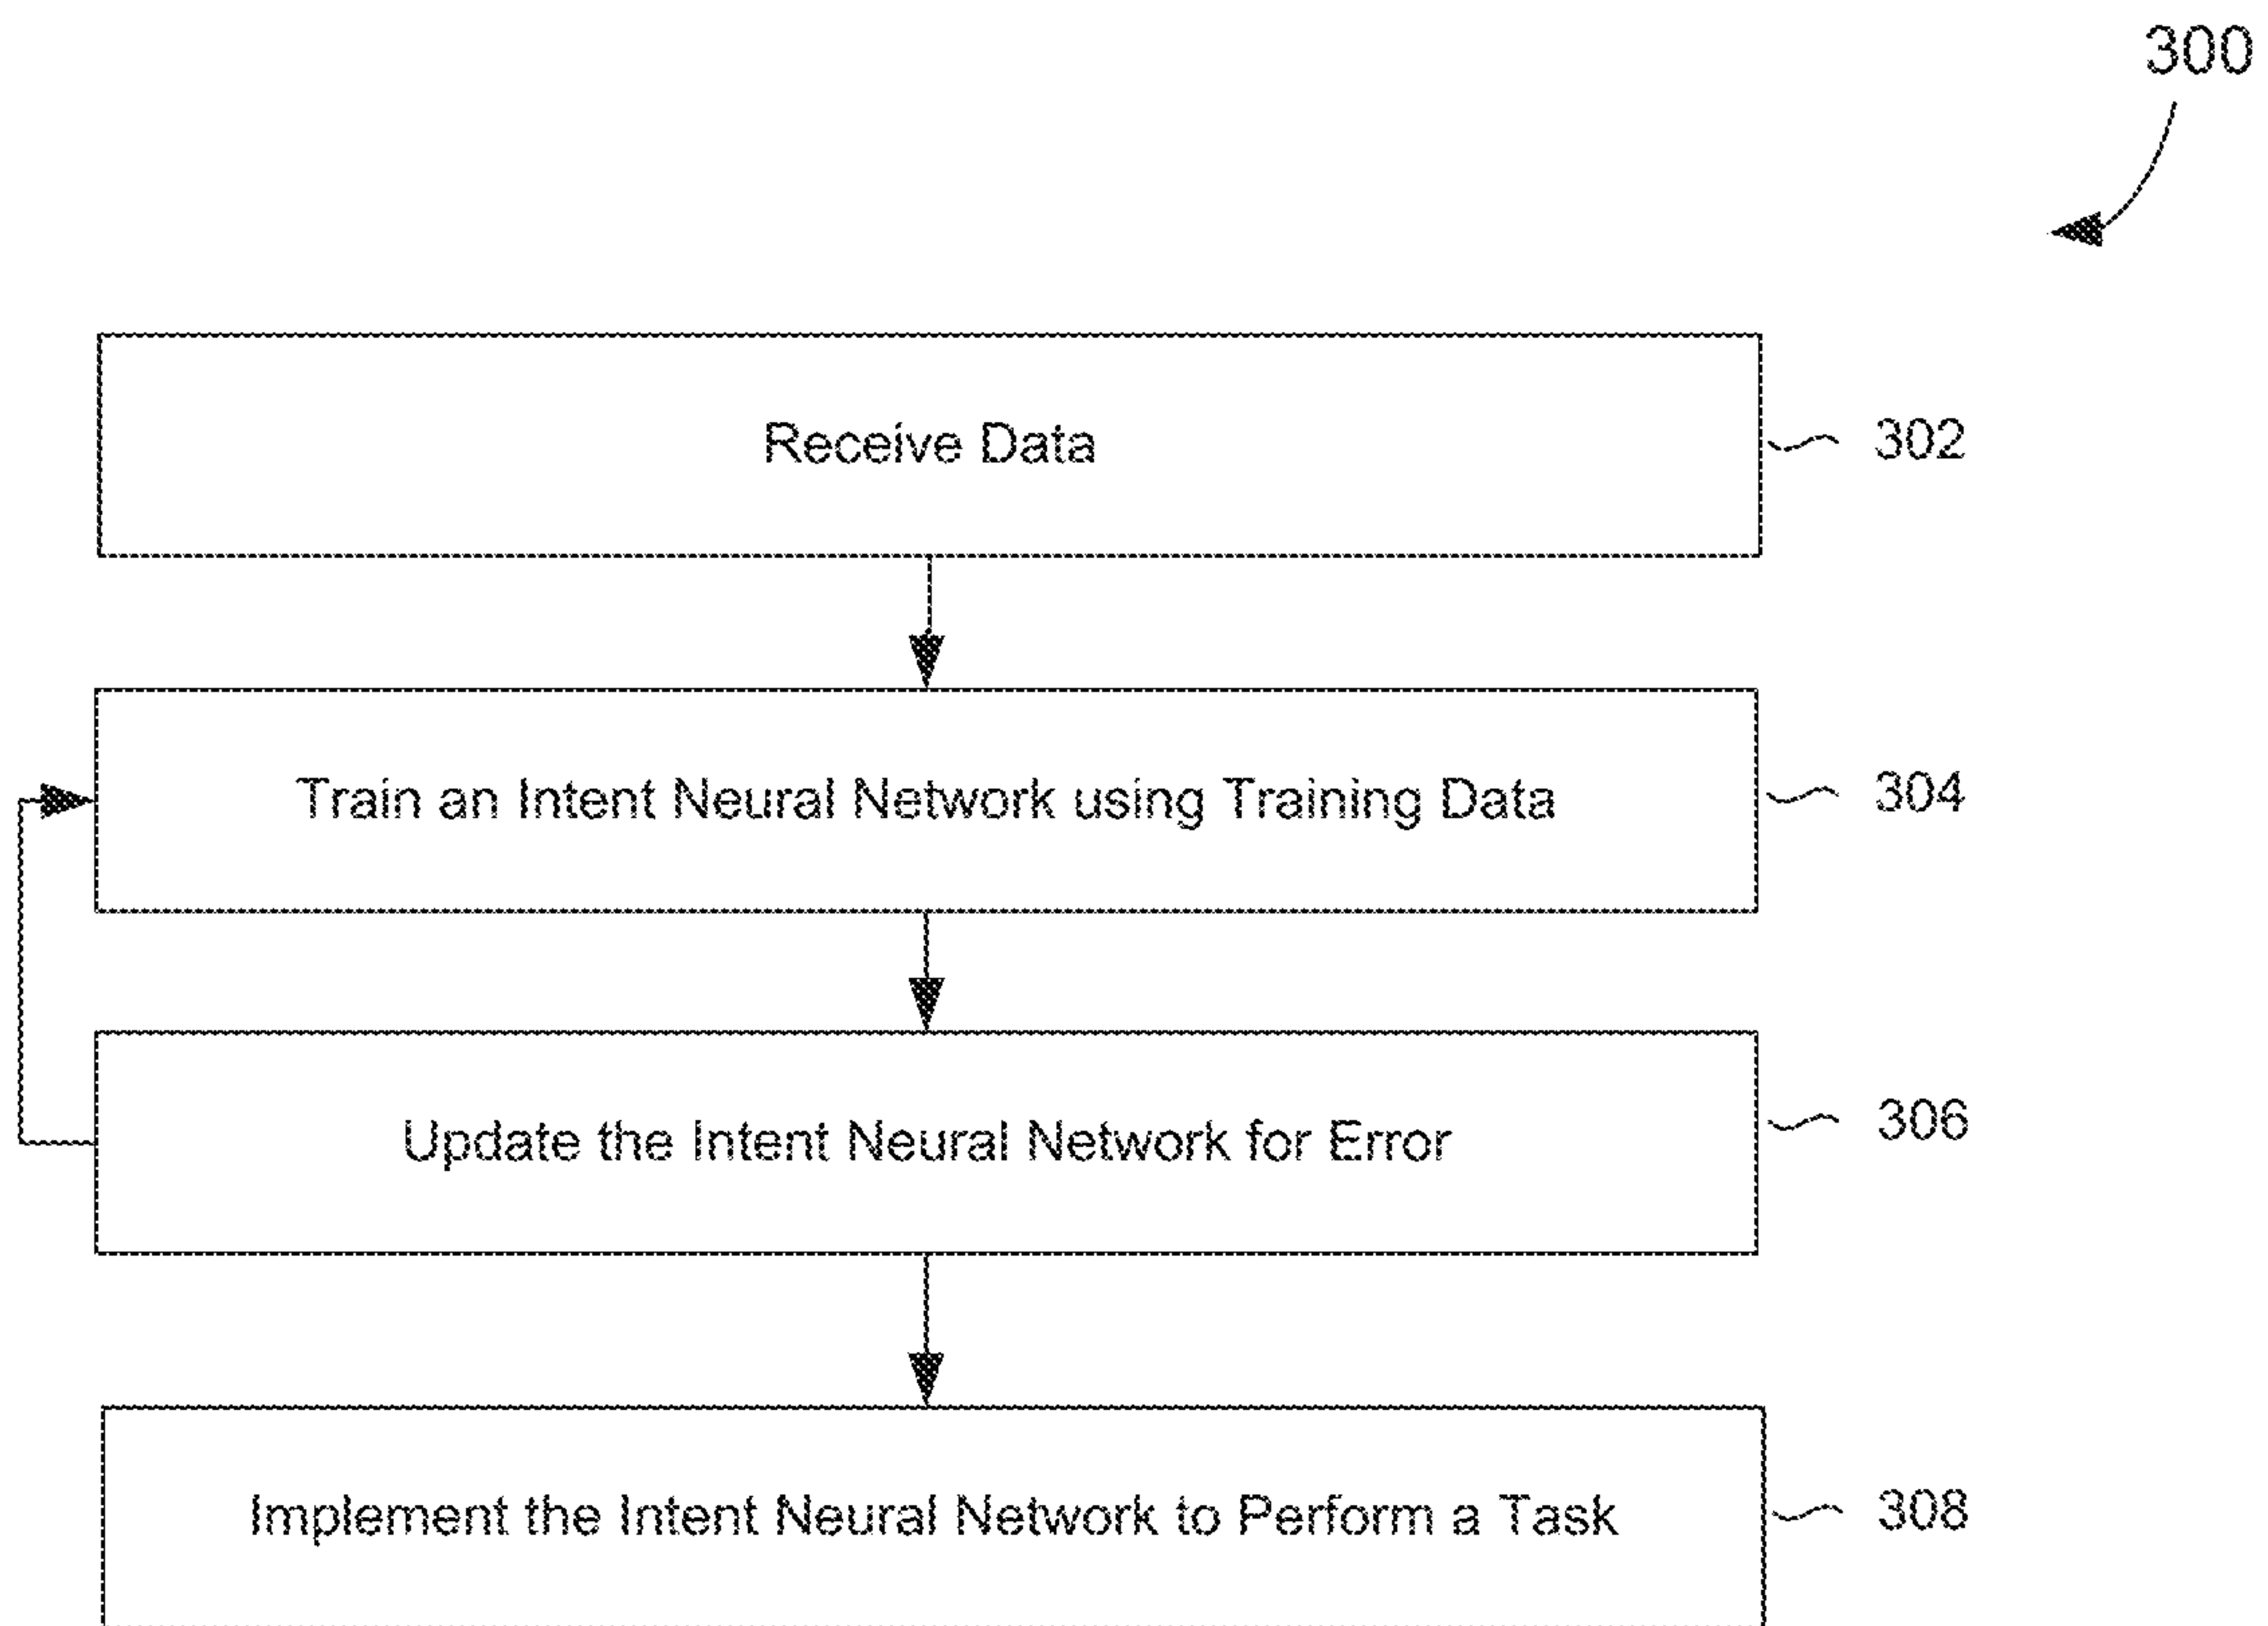 300
Receive Data
302
Train an Intent Neural Network using Training Data
304
Update the Intent Neural Network for Error
306
Implement the Intent Neural Network to Perform a Task
308